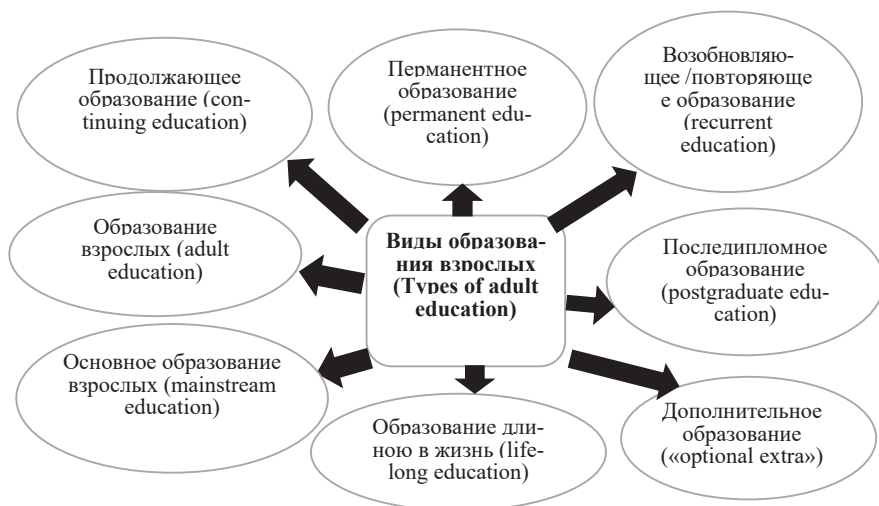 Продолжающее
образование (con-
tinuing education)
Перманентное
образование
(permanent edu-
cation)
Возобновляю-
щее /повторяюще
е образование
(recurrent
education)
Образование
взрослых (adult
education)
Виды образова-
ния взрослых
(Types of adult
education)
Последипломное
образование
(postgraduate edu-
cation)
Основное образование
взрослых (mainstream
education)
Образование дли-
ною в жизнь (life-
long education)
Дополнительное
образование
(«optional extra»)